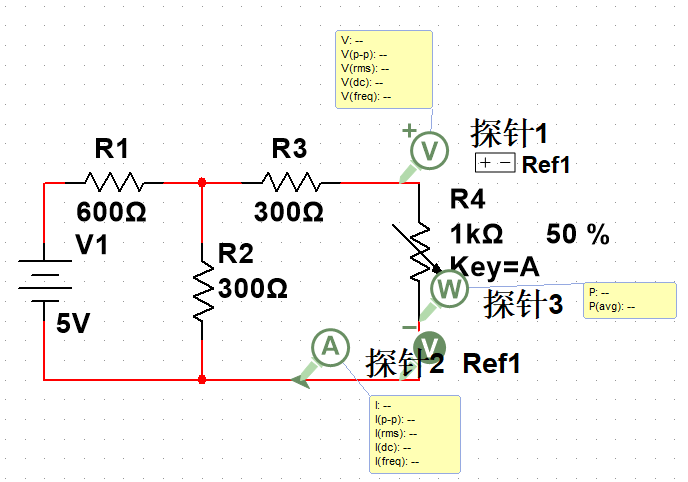 V: --
V(p-p): --
V(rms): --
V(dc): --
V(freq): --
+
V
探针1
+ -
Ref1
R1
600Ω
R3
300Ω
R4
1kΩ 50 %
Key=A
V1
5V
R2
300Ω
W
探针3
P: --
P(avg): --
A
V
探针2 Ref1
I: --
I(p-p): --
I(rms): --
I(dc): --
I(freq): --